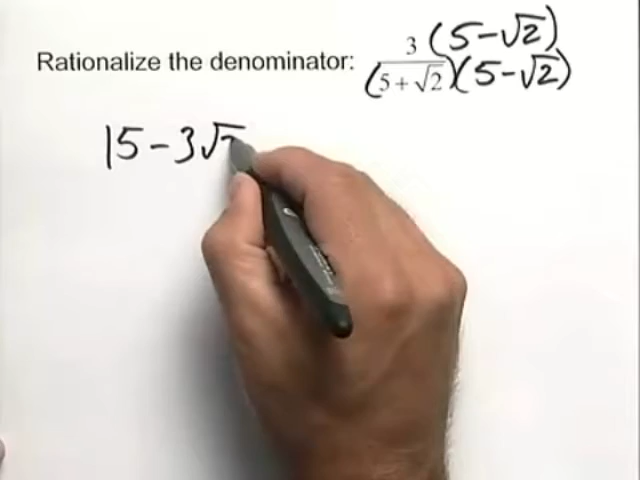 3(5-√2)
Rationalize the denominator: (5+√2)(5-√2)
15-3√